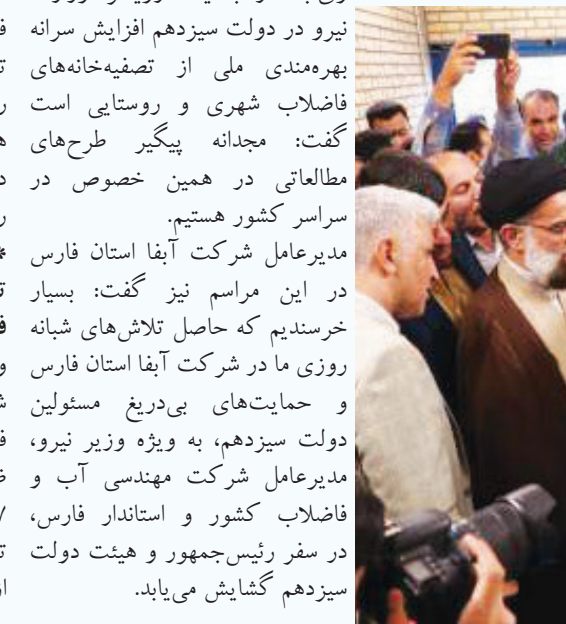 نیرو در دولت سیزدهم افزایش سرانه
بهره‌مندی ملی از تصفیه‌خانه‌های
فاضلاب شهری و روستایی است
گفت: مجدانه پیگیر طرح‌های
مطالعاتی در همین خصوص در
سراسر کشور هستیم.
مدیرعامل شرکت آبفا استان فارس
در این مراسم نیز گفت: بسیار
خرسندیم که حاصل تلاش‌های شبانه
روزی ما در شرکت آبفا استان فارس
و حمایت‌های بی‌دریغ مسئولین
دولت سیزدهم، به ویژه وزیر نیرو،
مدیرعامل شرکت مهندسی آب و
فاضلاب کشور و استاندار فارس،
در سفر رئیس‌جمهور و هیئت دولت
سیزدهم گشایش می‌یابد.